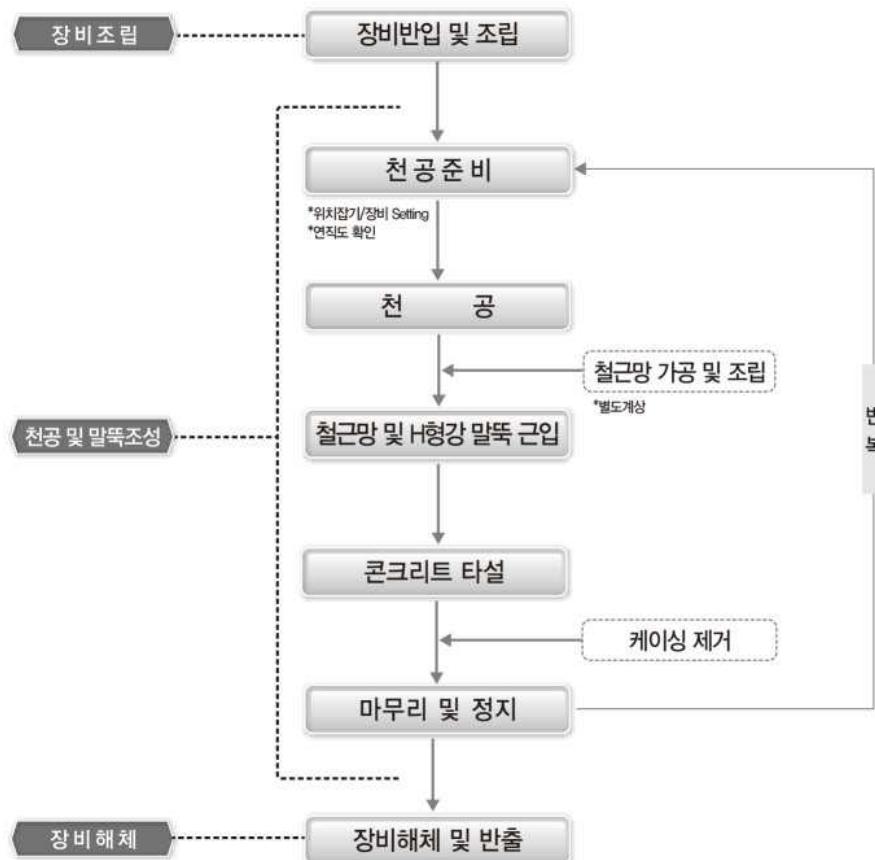 장비조립
장비반입 및 조립
천공준비
*위치잡기/장비 Setting
*연직도 확인
천 공
철근망 가공 및 조립
*별도계상
반
복
천공 및 말뚝조성
철근망 및 H형강 말뚝 근입
콘크리트 타설
케이싱 제거
마무리 및 정지
장비해체
장비해체 및 반출